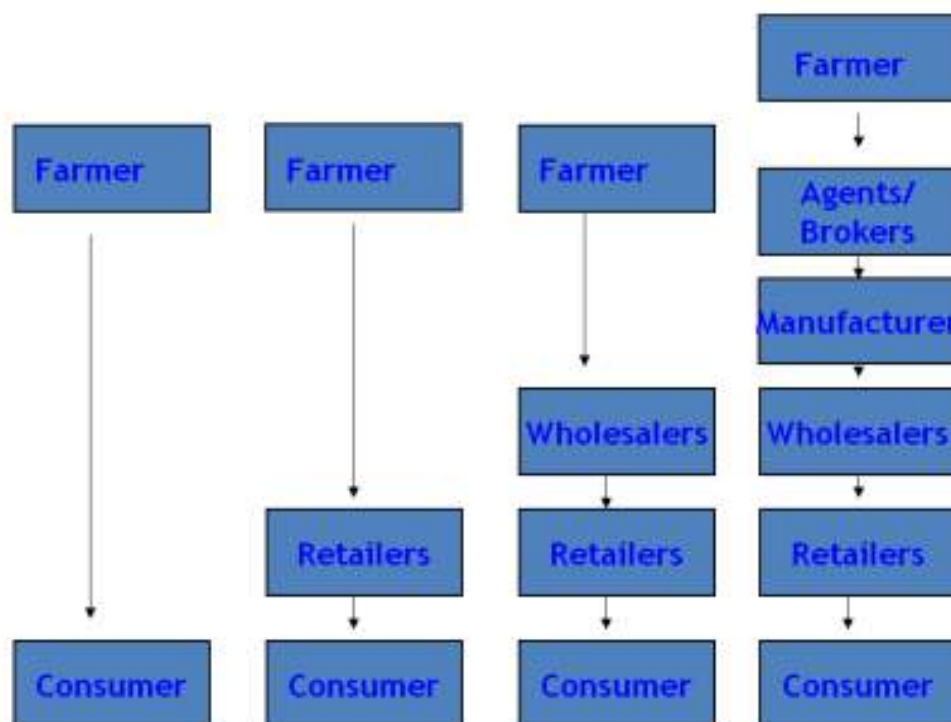 Farmer
Consumer
Farmer
Retailers
Consumer
Farmer
Wholesalers
Retailers
Consumer
Farmer
Agents/
Brokers
Manufacturer
Wholesalers
Retailers
Consumer